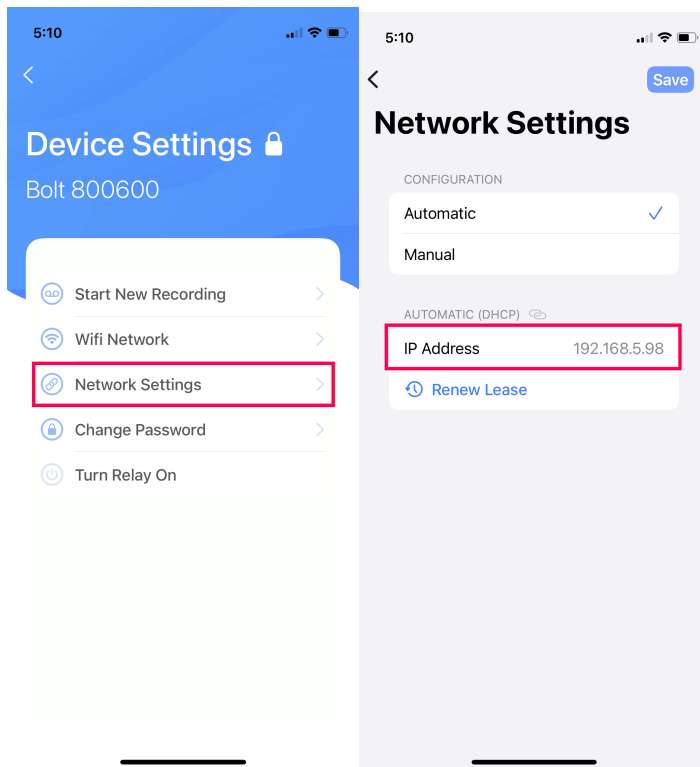 5:10
Device Settings
Bolt 800600
Start New Recording
Wifi Network
Network Settings
Change Password
Turn Relay On
5:10
Save
Network Settings
CONFIGURATION
Automatic
Manual
AUTOMATIC (DHCP)
IP Address 192.168.5.98
Renew Lease